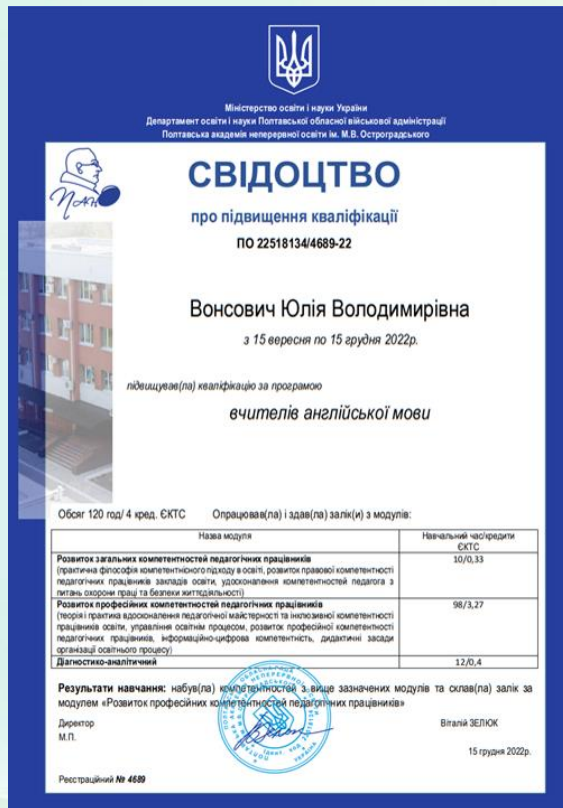 Міністерство освіти і науки України
Департамент освіти і науки Полтавської обласної військової адміністрації
Полтавська академія неперервної освіти ім. М.В. Остроградського
ПАНО
СВІДОЦТВО
про підвищення кваліфікації
ПО 22518134/4689-22
Вонсович Юлія Володимирівна
з 15 вересня по 15 грудня 2022р.
підвищував(ла) кваліфікацію за програмою
вчителів англійської мови
Обсяг 120 год/ 4 кред. ЄКТС Опрацював(ла) і здав(ла) залік(и) з модулів:
Назва модуля Навчальний час/кредити
ЄКТС
Розвиток загальних компетентностей педагогічних працівників 10/0,33
(практична філософія компетентнісного підходу в освіті, розвиток правової компетентності
педагогічних працівників закладів освіти, удосконалення компетентностей педагога з
питань охорони праці та безпеки життєдіяльності)
Розвиток професійних компетентностей педагогічних працівників 98/3,27
(теорія і практика вдосконалення педагогічної майстерності та інклюзивної компетентності
працівників освіти, управління освітнім процесом, розвиток професійної компетентності
педагогічних працівників, інформаційно-цифрова компетентність, дидактичні засади
організації освітнього процесу)
Діагностико-аналітичний 12/0,4
Результати навчання: набув(ла) компетентностей з вище зазначених модулів та склав(ла) залік за
модулем «Розвиток професійних компетентностей педагогічних працівників»
Директор Віталій ЗЕЛЮК
М.П.
15 грудня 2022р.
Реєстраційний № 4689